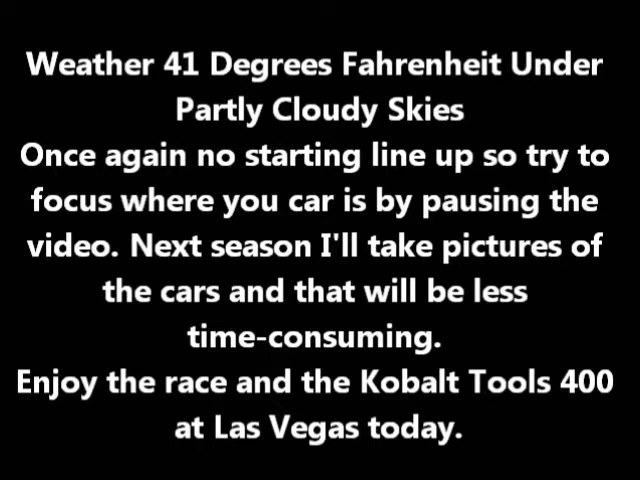 Weather 41 Degrees Fahrenheit Under
Partly Cloudy Skies
Once again no starting line up so try to
focus where you car is by pausing the
video. Next season I'll take pictures of
the cars and that will be less
time-consuming.
Enjoy the race and the Kobalt Tools 400
at Las Vegas today.